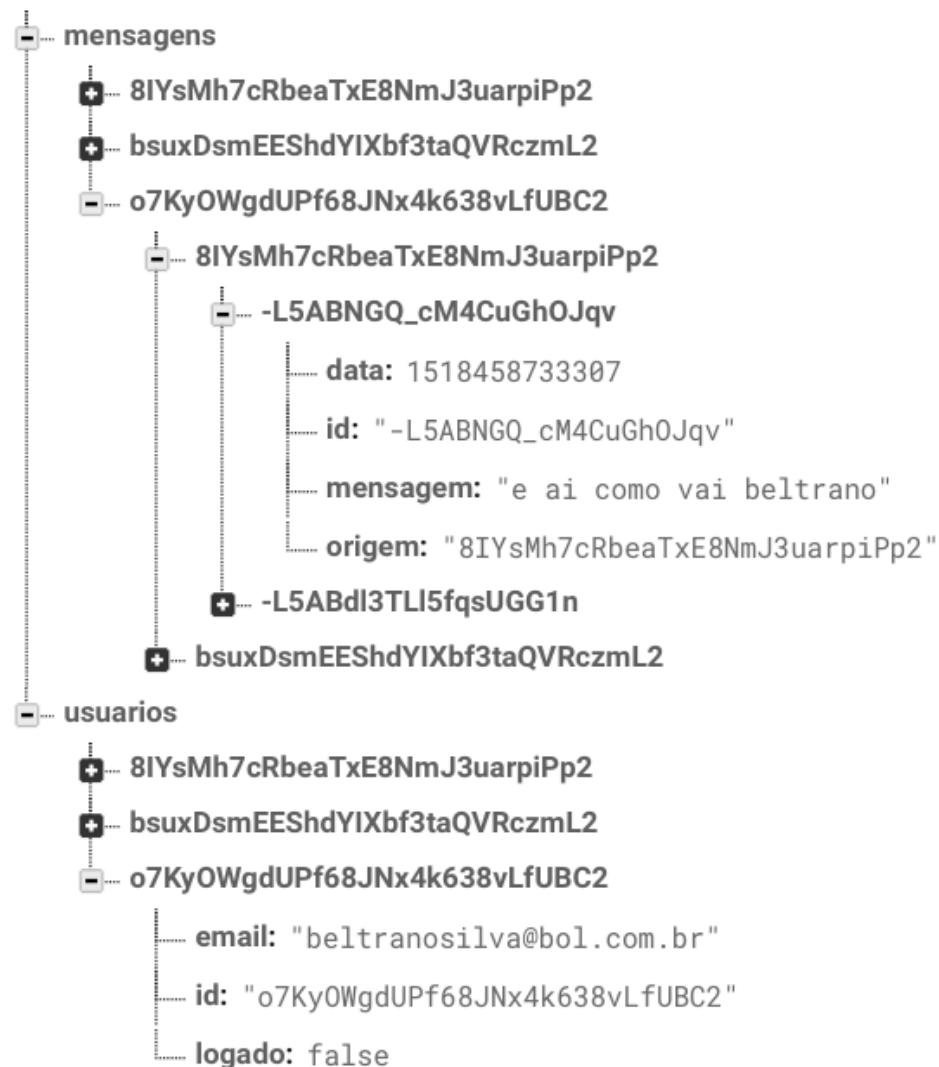 mensagens
8IYsMh7cRbeaTxE8NmJ3uarpiPp2
bsuxDsmEEShdYIXbf3taQVRczmL2
o7KyOWgdUPf68JNx4k638vLfUBC2
8IYsMh7cRbeaTxE8NmJ3uarpiPp2
-L5ABNGQ_cM4CuGhOJqv
data: 1518458733307
id: "-L5ABNGQ_cM4CuGhOJqv"
mensagem: "e ai como vai beltrano"
origem: "8IYsMh7cRbeaTxE8NmJ3uarpiPp2"
-L5ABdl3TLl5fqsUGG1n
bsuxDsmEEShdYIXbf3taQVRczmL2
usuarios
8IYsMh7cRbeaTxE8NmJ3uarpiPp2
bsuxDsmEEShdYIXbf3taQVRczmL2
o7KyOWgdUPf68JNx4k638vLfUBC2
email: "beltranosilva@bol.com.br"
id: "o7KyOWgdUPf68JNx4k638vLfUBC2"
logado: false